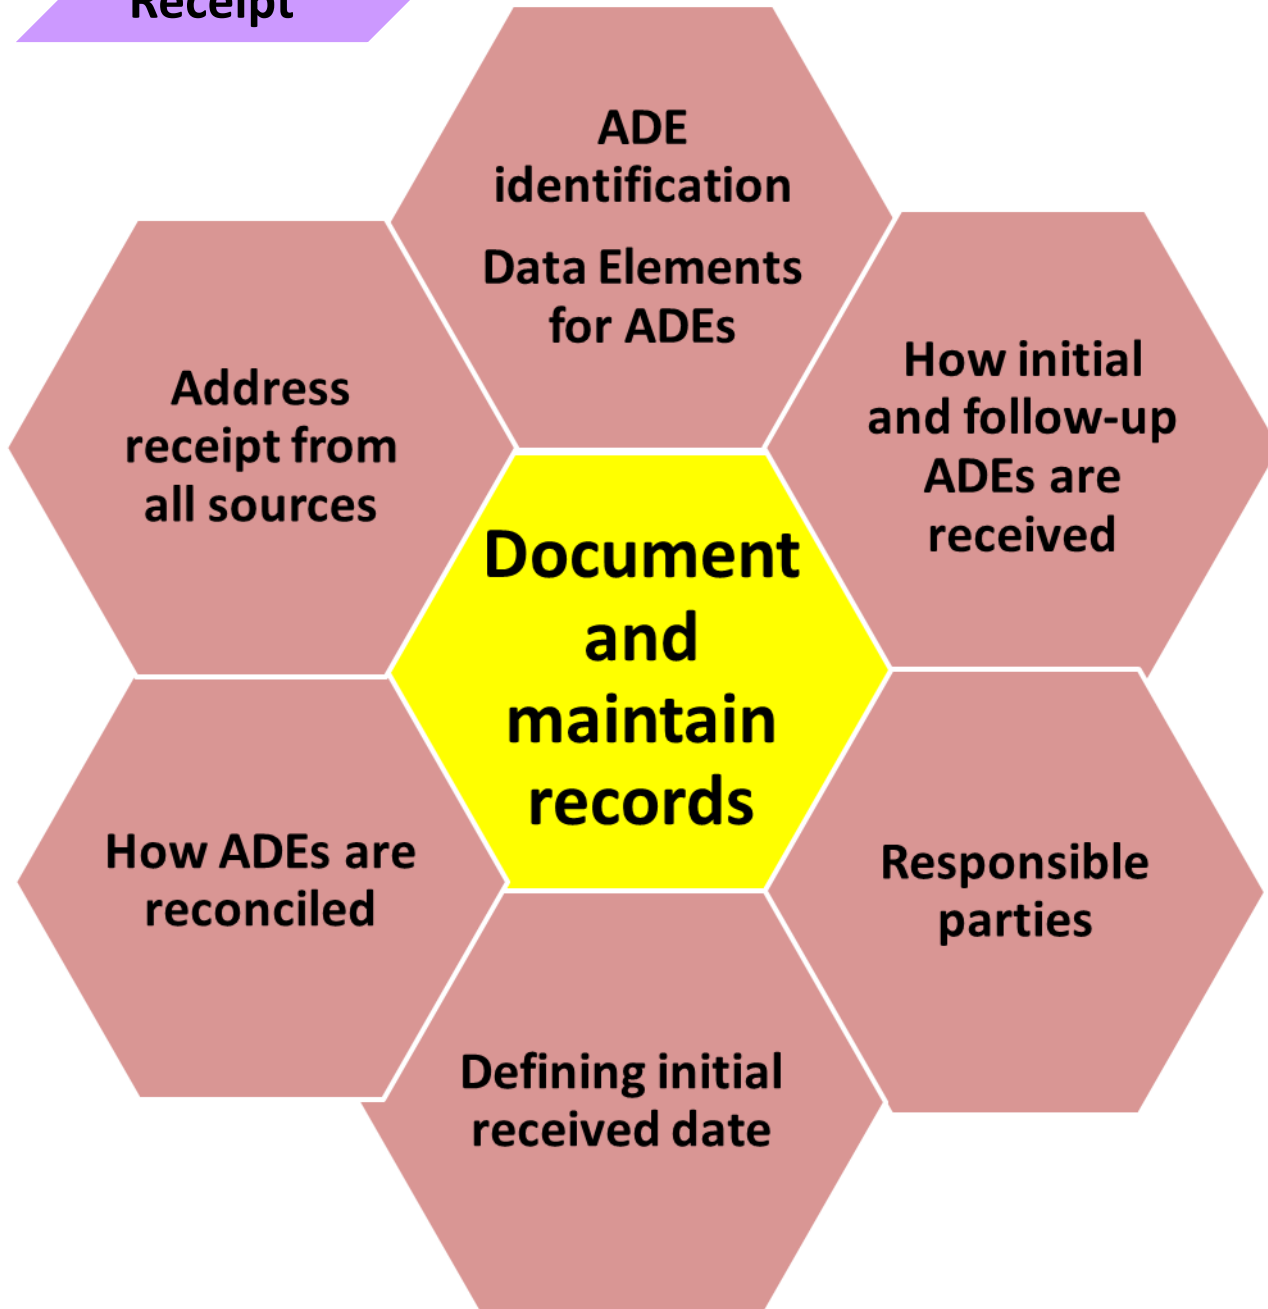 Receipt
ADE
identification
Data Elements
for ADEs
How initial
and follow-up
ADEs are
received
Address
receipt from
all sources
Document
and
maintain
records
How ADEs are
reconciled
Responsible
parties
Defining initial
received date